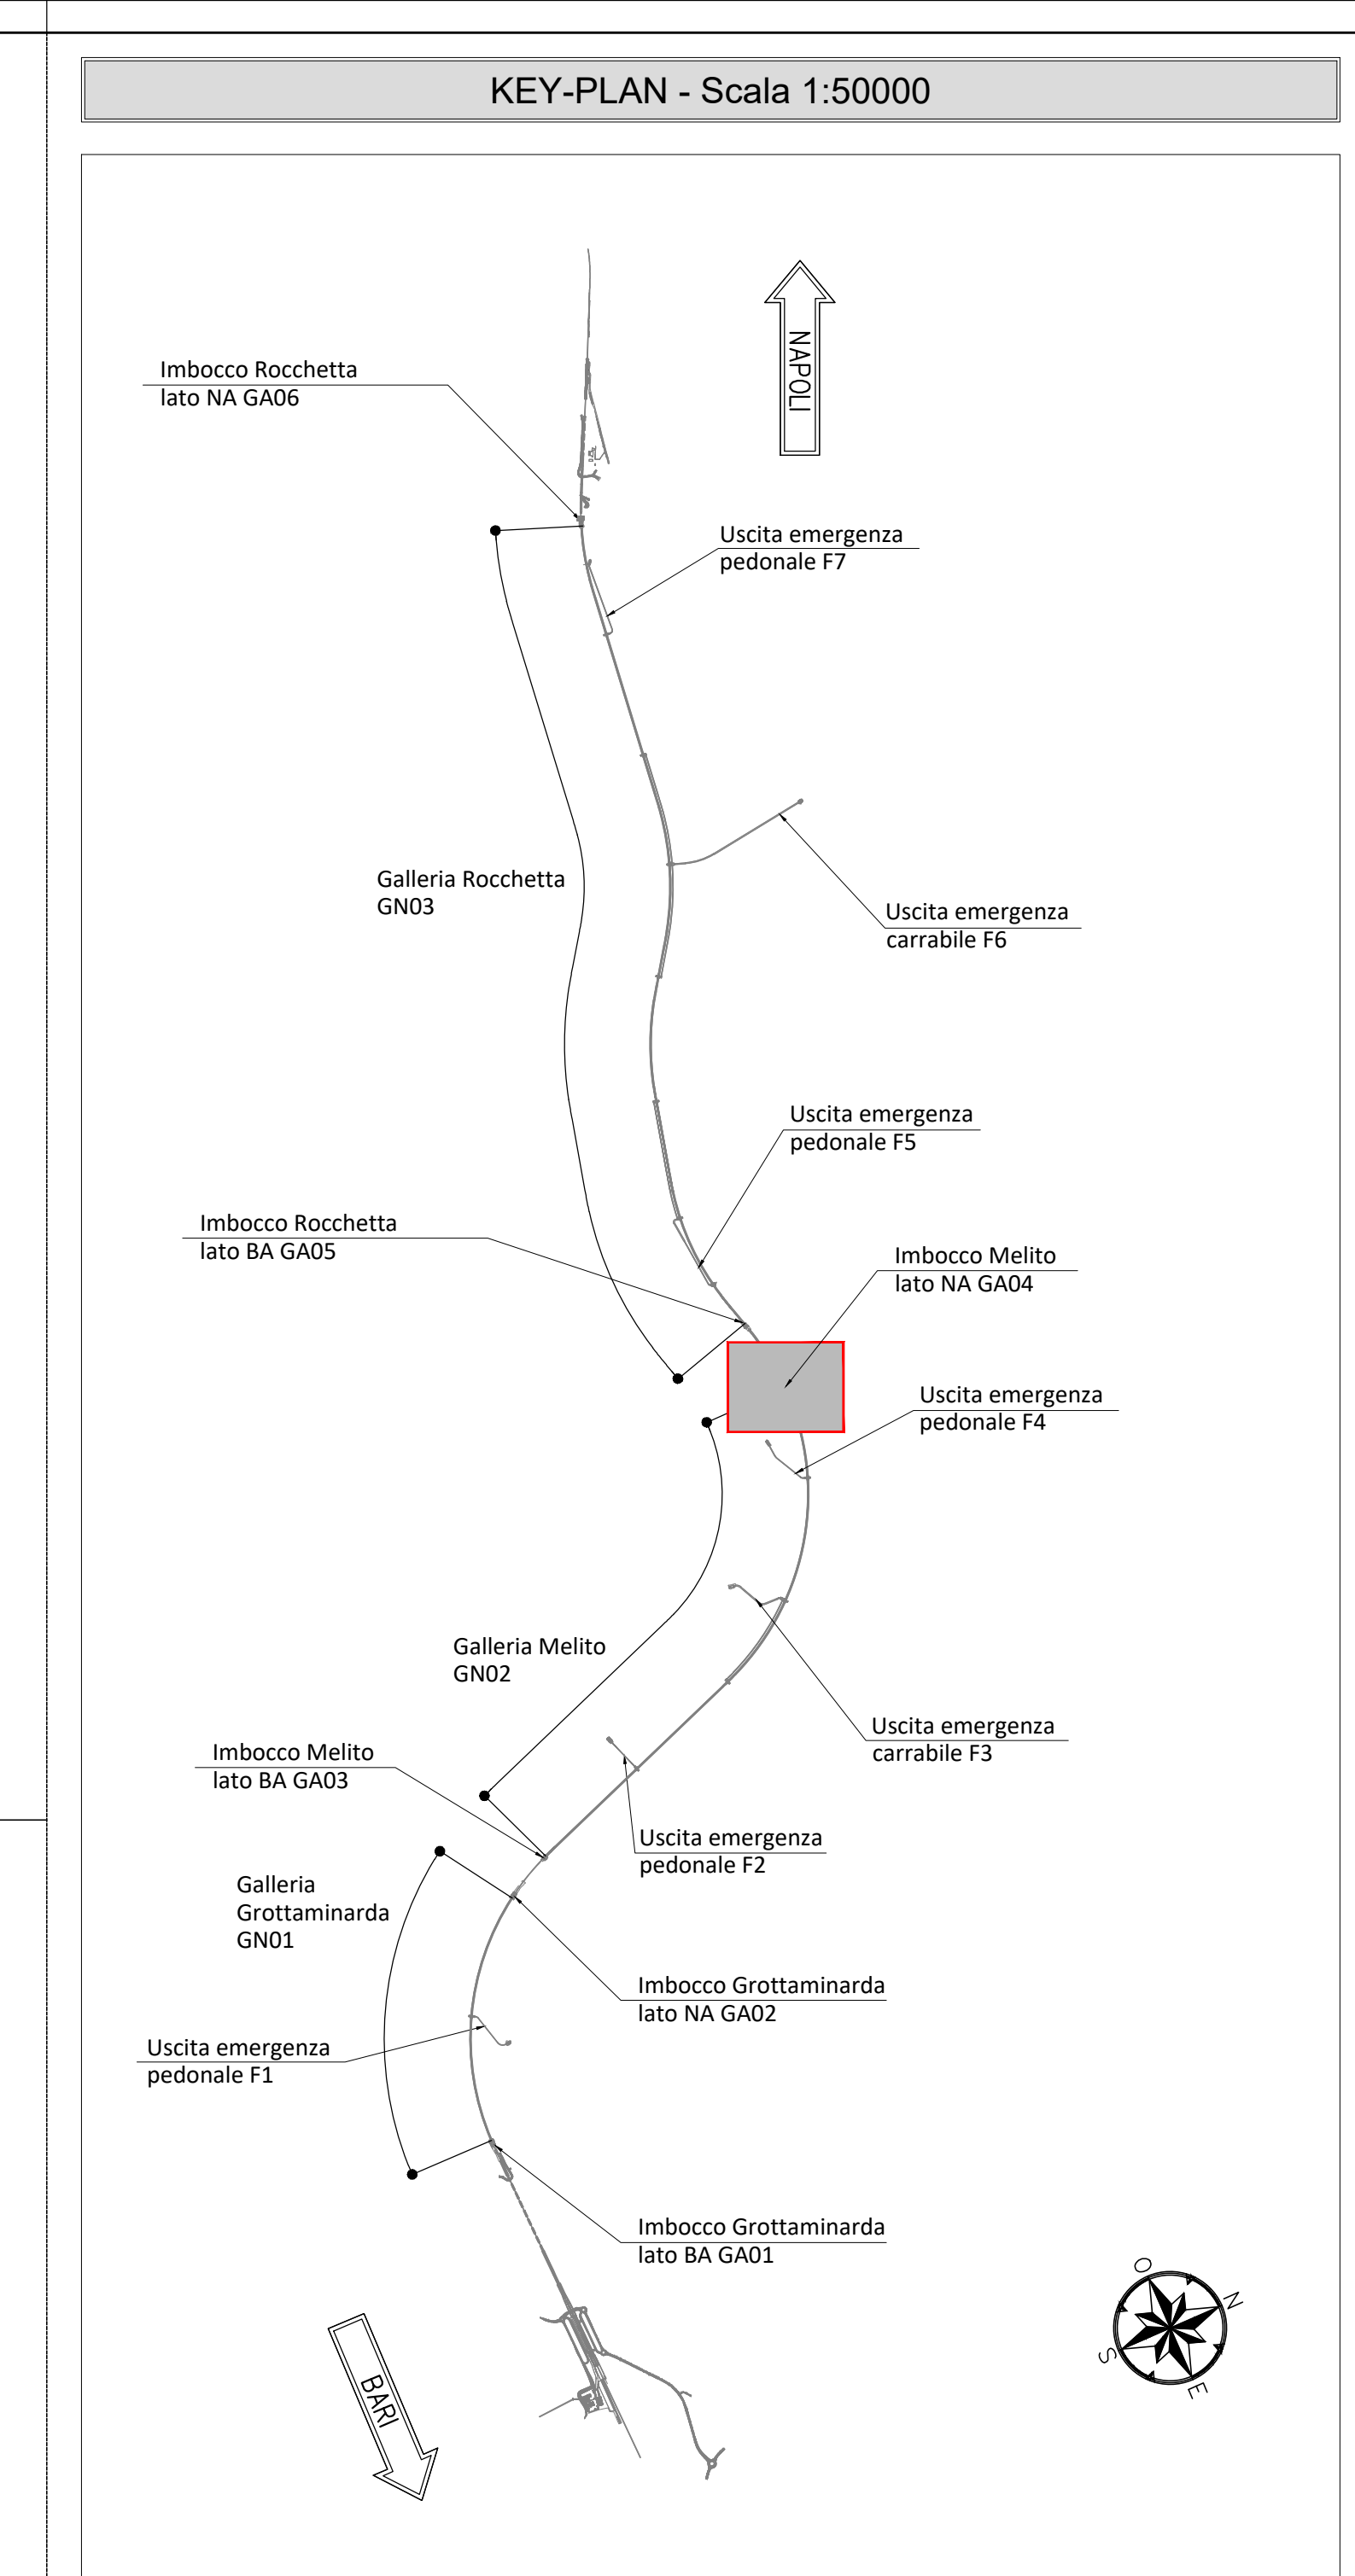 KEY-PLAN - Scala 1:50000
NAPOLI
Imbocco Rocchetta
lato NA GA06
Uscita emergenza
pedonale F7
Galleria Rocchetta
GN03
Uscita emergenza
carrabile F6
Uscita emergenza
pedonale F5
Imbocco Rocchetta
lato BA GA05
Imbocco Melito
lato NA GA04
Uscita emergenza
pedonale F4
Galleria Melito
GN02
Uscita emergenza
carrabile F3
Imbocco Melito
lato BA GA03
Uscita emergenza
pedonale F2
Galleria
Grottaminarda
GN01
Imbocco Grottaminarda
lato NA GA02
Uscita emergenza
pedonale F1
Imbocco Grottaminarda
lato BA GA01
O
N
S
E
BARI